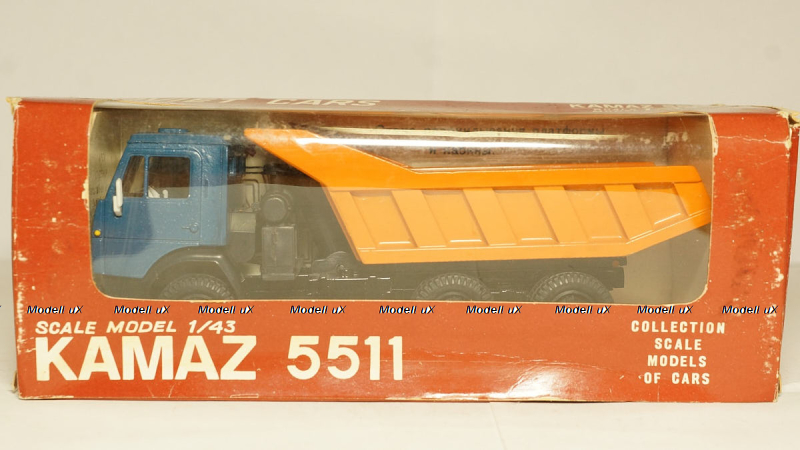 CARS
KAMAZ
Modell uX Modell uX Modell uX Modell uX Modell uX Modell uX Modell uX Modell uX Modell uX
SCALE MODEL 1/43
KAMAZ 5511
COLLECTION
SCALE
MODELS
OF CARS